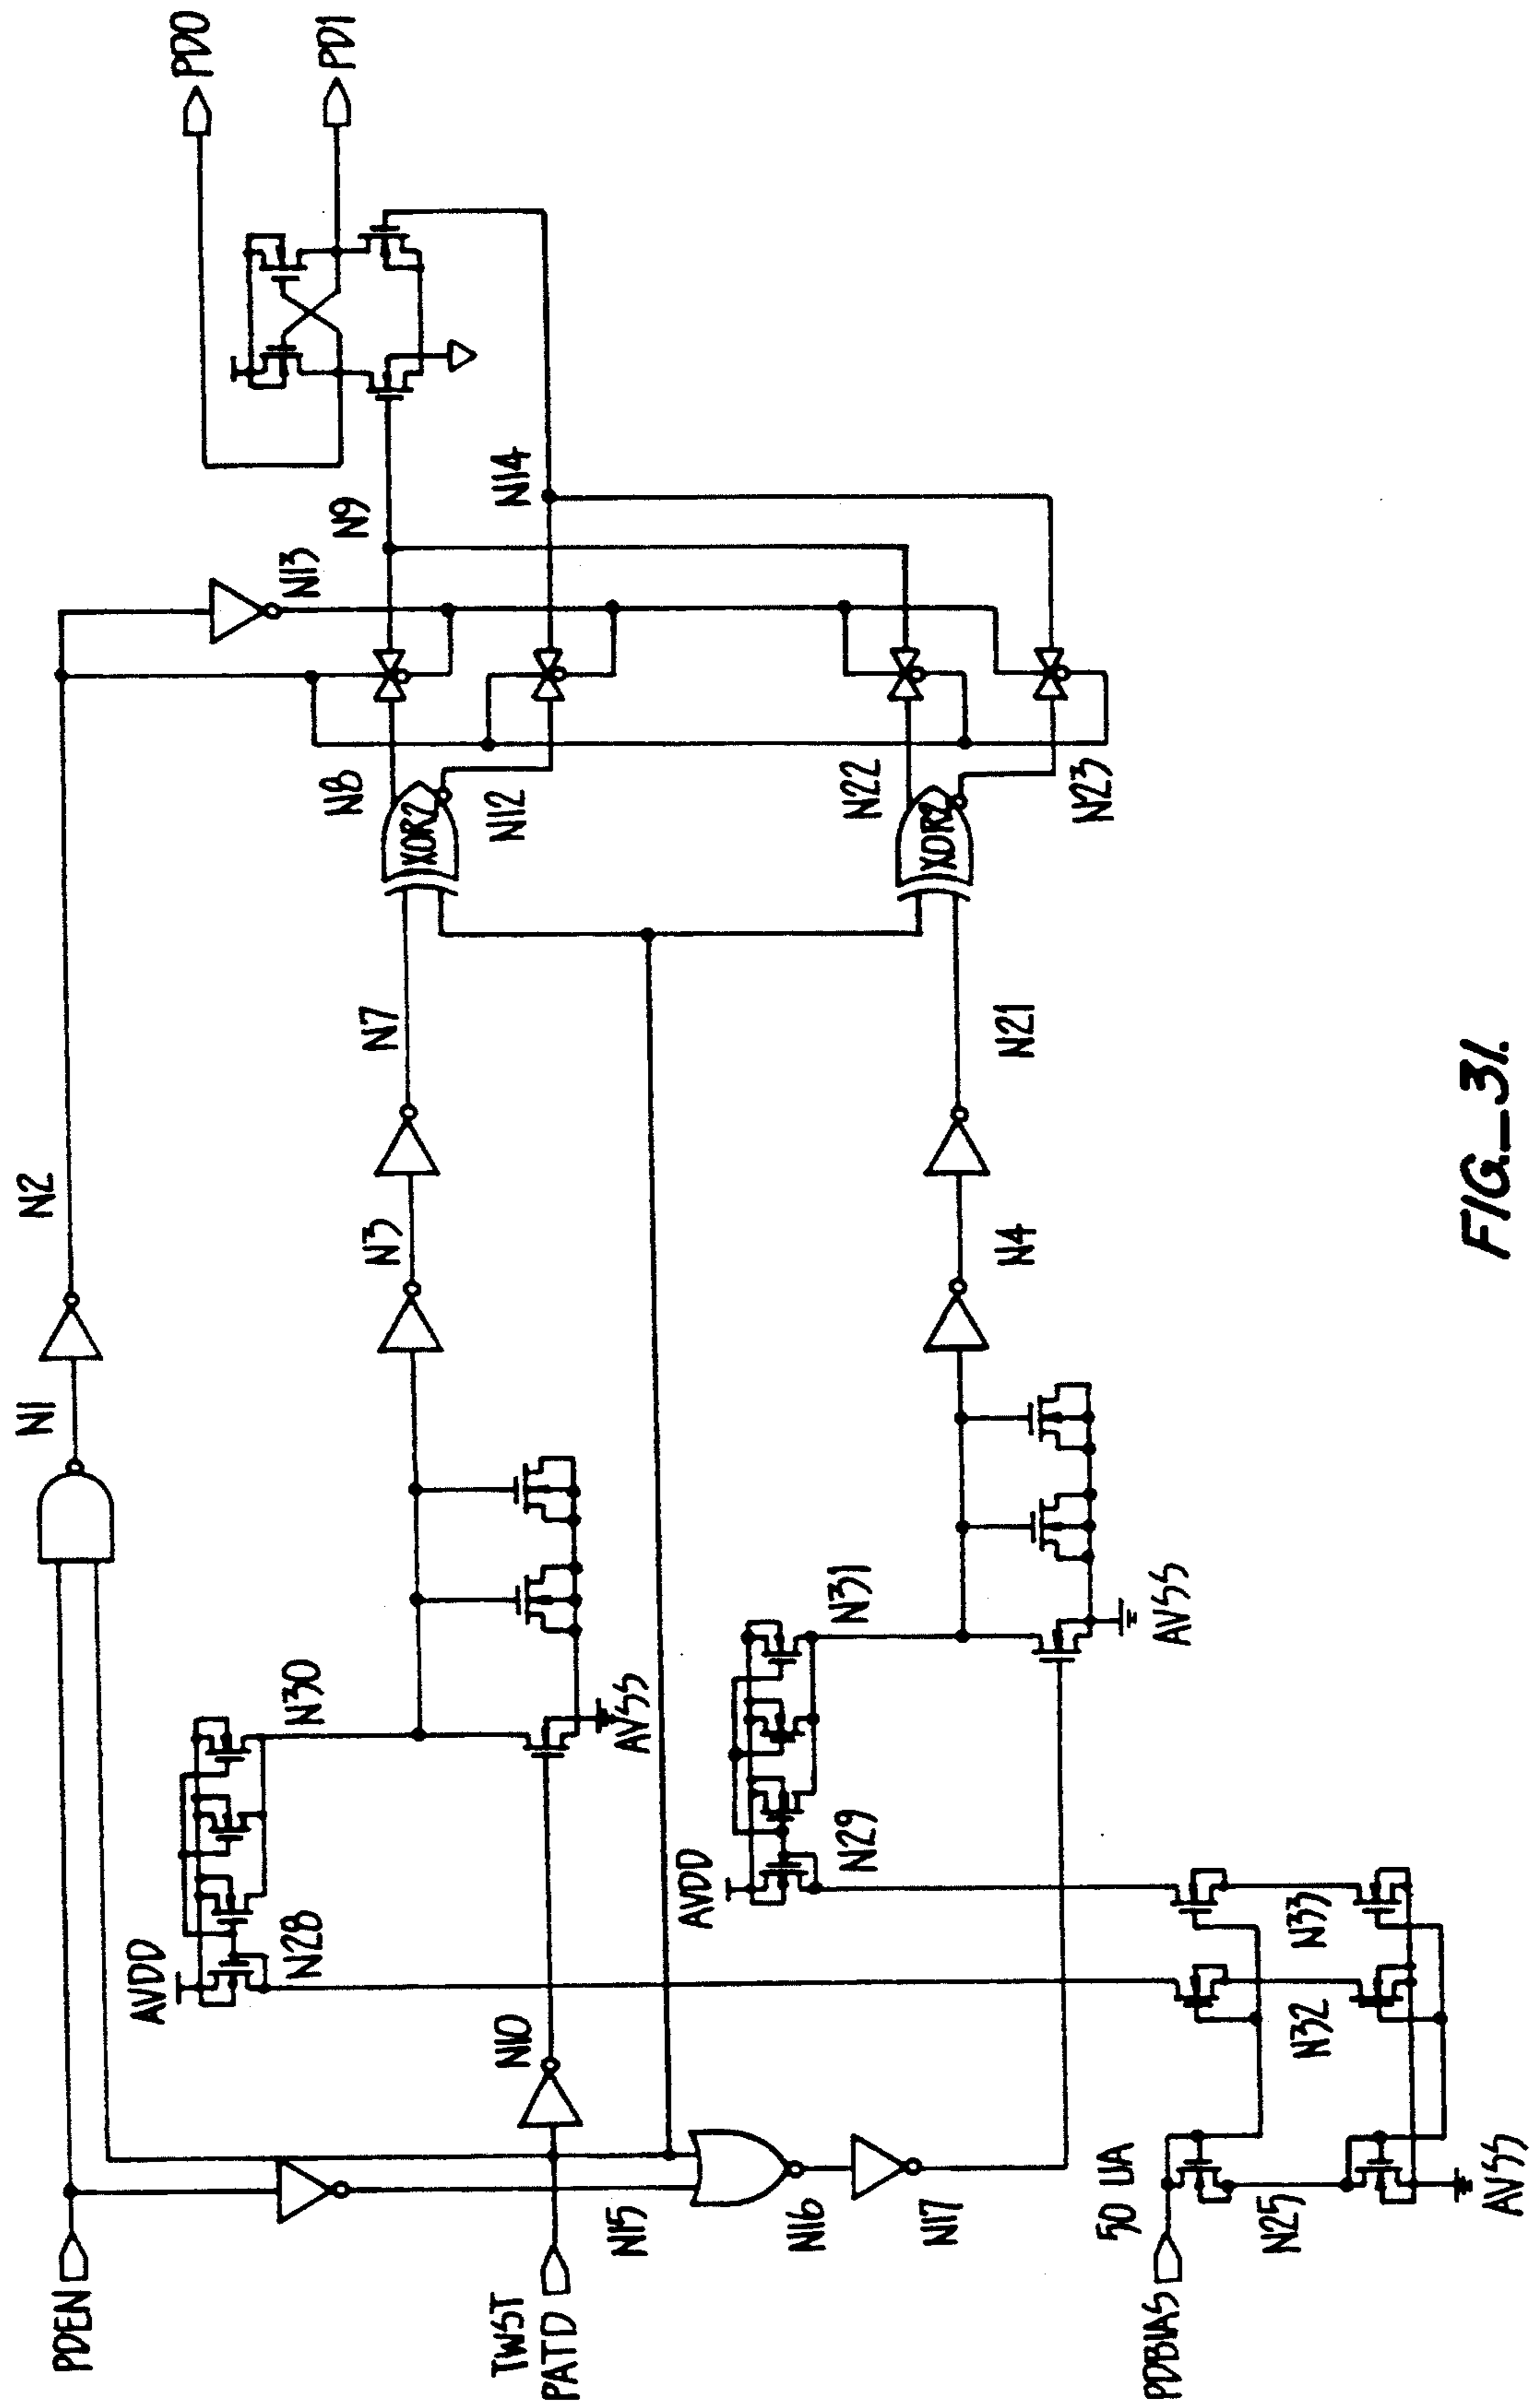 PDEN
N1
N2
N13
PD0
PD1
AVDD
N28
N30
N3
N7
N8
XOR2
N12
N9
N14
TWST
PATD
N10
AVSS
N15
N16
N17
AVDD
N29
N31
AVSS
N4
N21
XOR2
N22
N23
PDBIAS
50 UA
N25
N32
N33
AVSS
FIG._31.